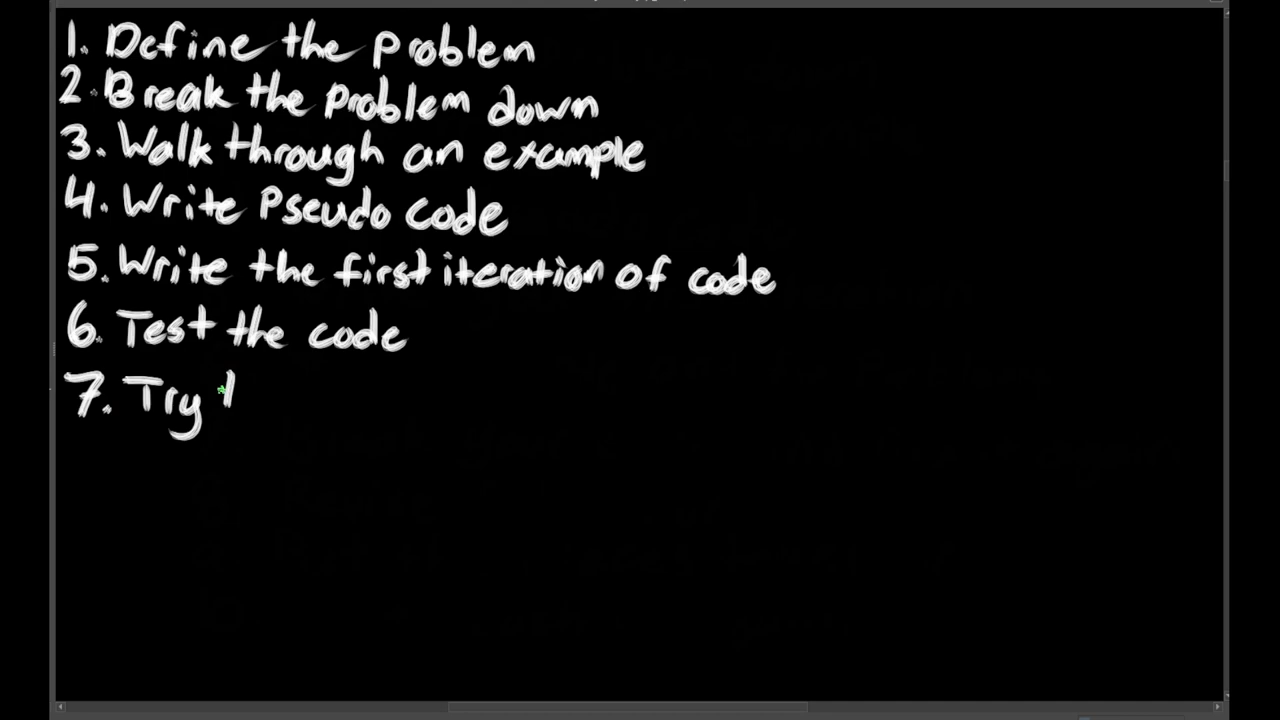 1. Define the problem
2. Break the problem down
3. Walk through an example
4. Write Pseudo code
5. Write the first iteration of code
6. Test the code
7. Try